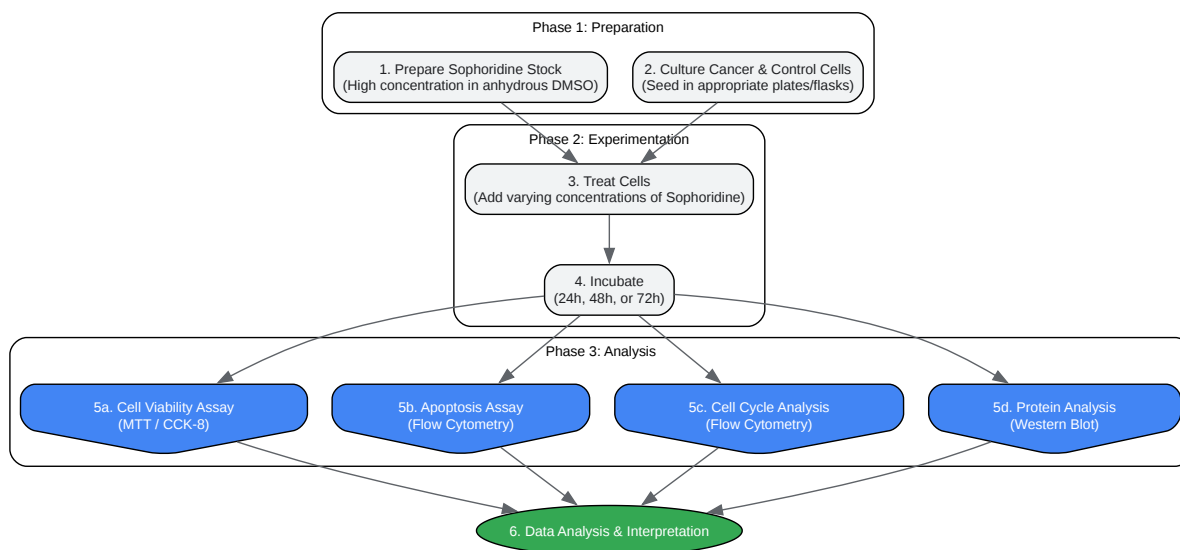 Phase 1: Preparation
1. Prepare Sophoridine Stock
(High concentration in anhydrous DMSO)
2. Culture Cancer & Control Cells
(Seed in appropriate plates/flasks)
Phase 2: Experimentation
3. Treat Cells
(Add varying concentrations of Sophoridine)
4. Incubate
(24h, 48h, or 72h)
Phase 3: Analysis
5a. Cell Viability Assay
(MTT / CCK-8)
5b. Apoptosis Assay
(Flow Cytometry)
5c. Cell Cycle Analysis
(Flow Cytometry)
5d. Protein Analysis
(Western Blot)
6. Data Analysis & Interpretation